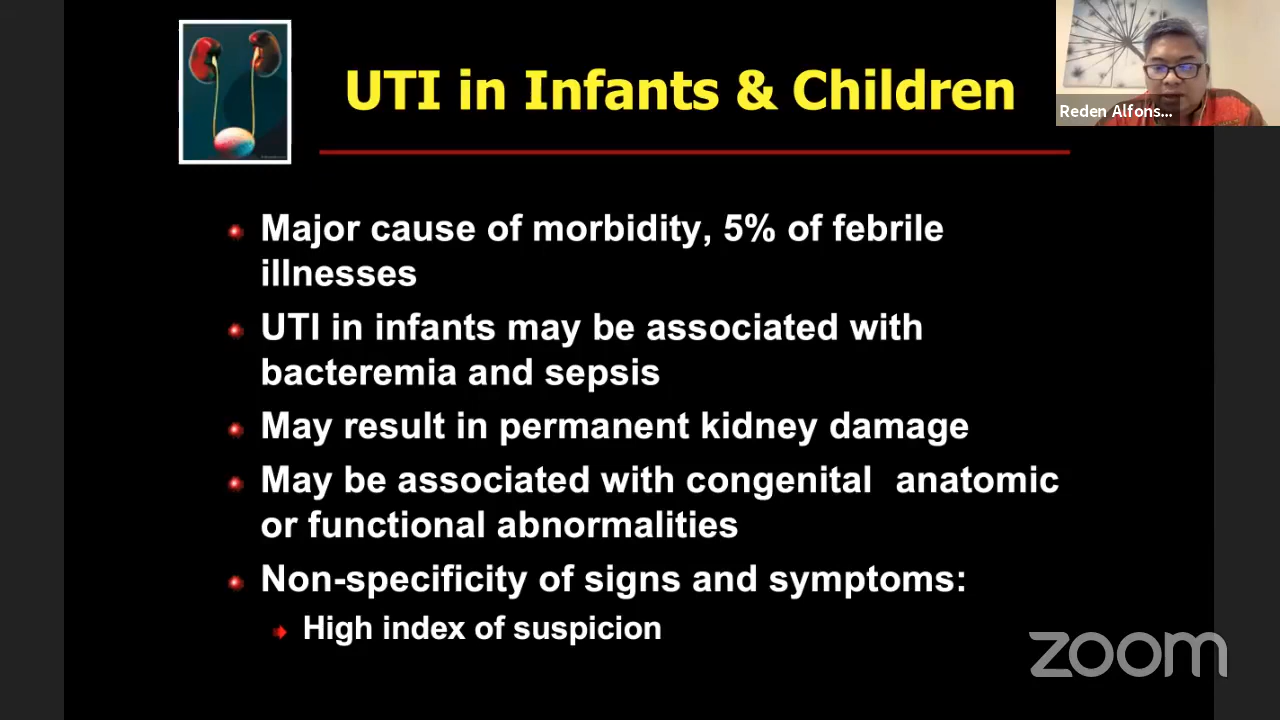 UTI in Infants & Children
Reden Alfons...
Major cause of morbidity, 5% of febrile
illnesses
UTI in infants may be associated with
bacteremia and sepsis
May result in permanent kidney damage
May be associated with congenital anatomic
or functional abnormalities
Non-specificity of signs and symptoms:
High index of suspicion
zoom